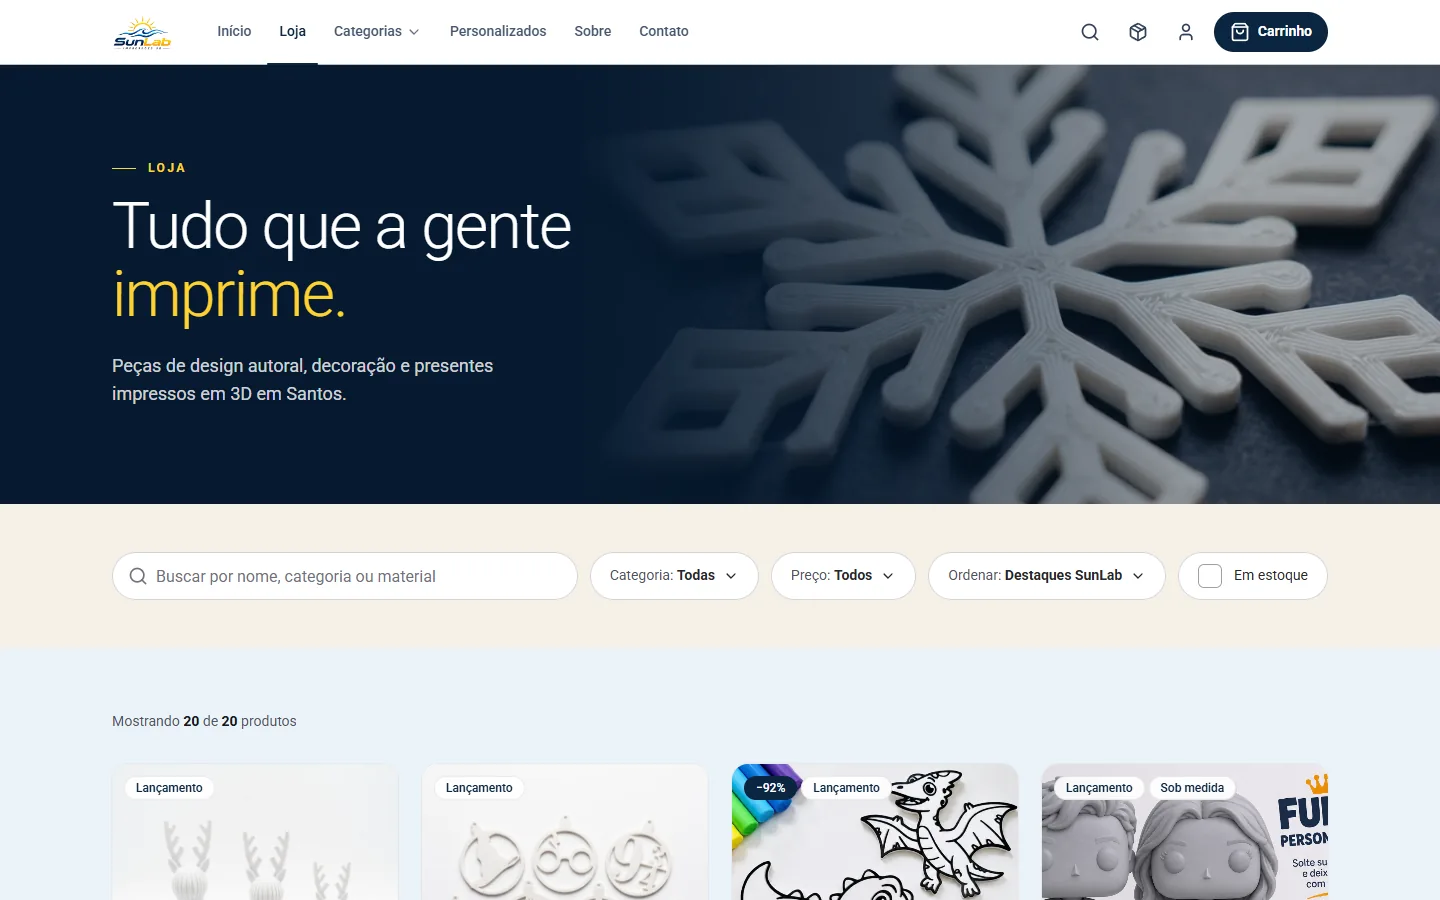 SunLab
Início
Loja
Categorias
Personalizados
Sobre
Contato
Carrinho
LOJA
Tudo que a gente
imprime.
Peças de design autoral, decoração e presentes
impressos em 3D em Santos.
Buscar por nome, categoria ou material
Categoria: Todas
Preço: Todos
Ordenar: Destaques SunLab
Em estoque
Mostrando 20 de 20 produtos
Lançamento
Lançamento
-92%
Lançamento
Lançamento
Sob medida
FU
PERSON
Solte su
e deix
com